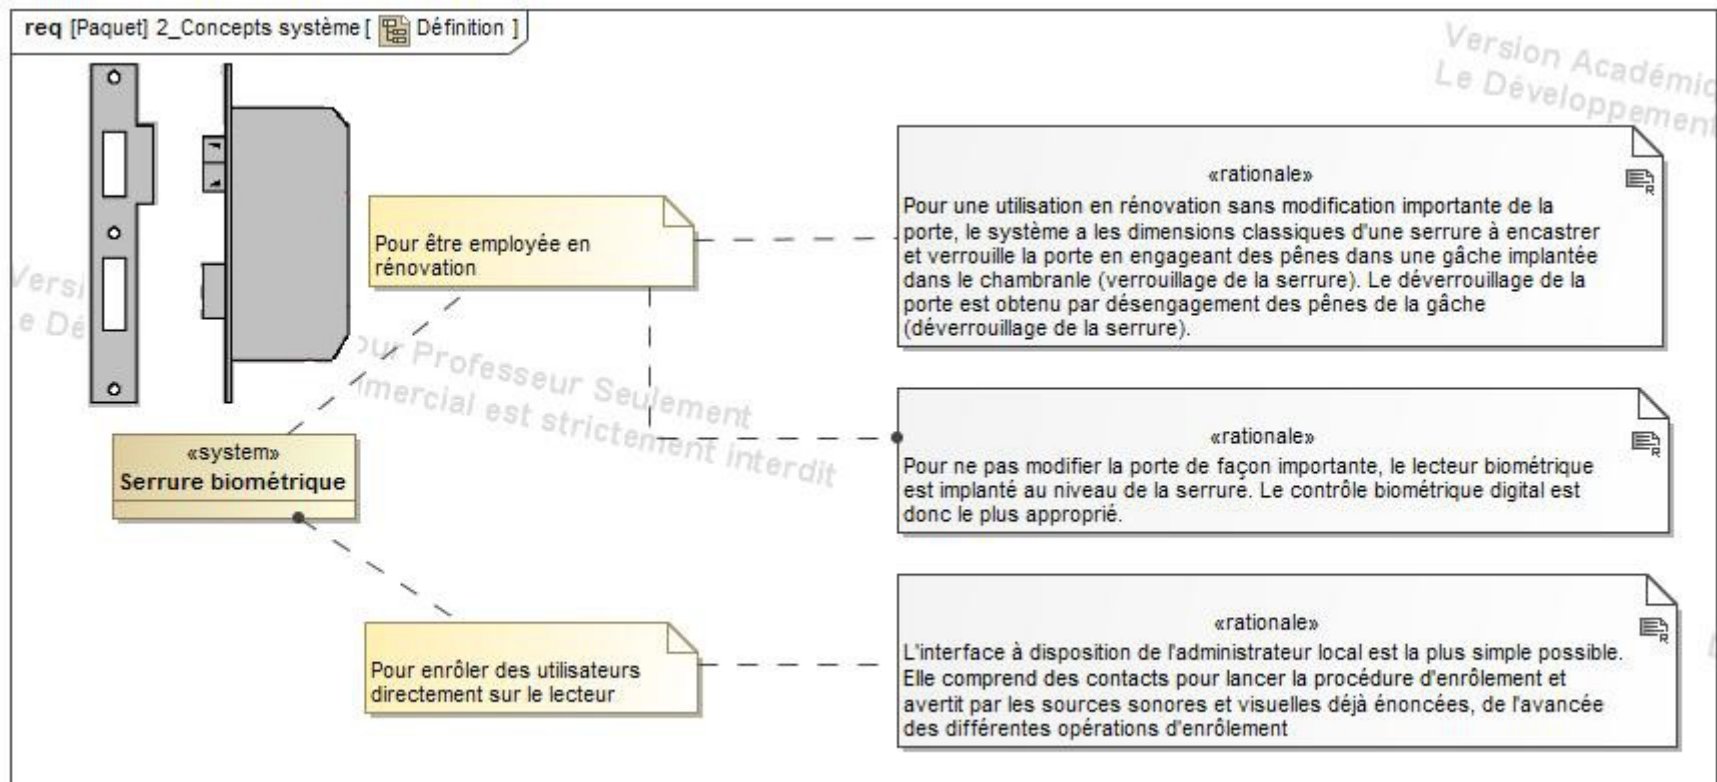 req [Paquet] 2_Concepts système [ Définition ]
Version Académiq
Le Développement
«rationale»
Pour une utilisation en rénovation sans modification importante de la
porte, le système a les dimensions classiques d'une serrure à encastrer
et verrouille la porte en engageant des pênes dans une gâche implantée
dans le chambranle (verrouillage de la serrure). Le déverrouillage de la
porte est obtenu par désengagement des pênes de la gâche
(déverrouillage de la serrure).
Pour être employée en
rénovation
Versi
e Dé
our Professeur Seulement
mercial est strictement interdit
«system»
Serrure biométrique
«rationale»
Pour ne pas modifier la porte de façon importante, le lecteur biométrique
est implanté au niveau de la serrure. Le contrôle biométrique digital est
donc le plus approprié.
Pour enrôler des utilisateurs
directement sur le lecteur
«rationale»
L'interface à disposition de l'administrateur local est la plus simple possible.
Elle comprend des contacts pour lancer la procédure d'enrôlement et
avertit par les sources sonores et visuelles déjà énoncées, de l'avancée
des différentes opérations d'enrôlement